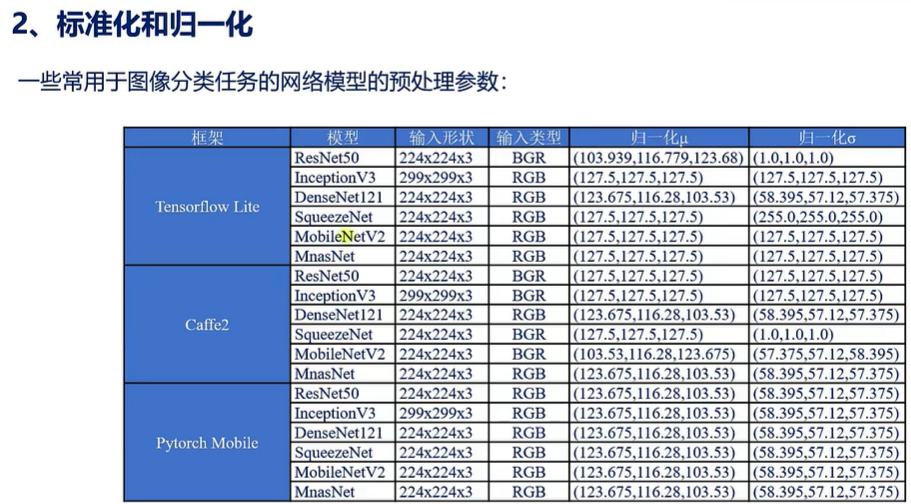 2、标准化和归一化
一些常用于图像分类任务的网络模型的预处理参数：
框架 模型 输入形状 输入类型 归一化μ 归一化σ
Tensorflow Lite
ResNet50 224x224x3 BGR (103.939,116.779,123.68) (1.0,1.0,1.0)
InceptionV3 299x299x3 RGB (127.5,127.5,127.5) (127.5,127.5,127.5)
DenseNet121 224x224x3 RGB (123.675,116.28,103.53) (58.395,57.12,57.375)
SqueezeNet 224x224x3 RGB (127.5,127.5,127.5) (255.0,255.0,255.0)
MobileNetV2 224x224x3 RGB (127.5,127.5,127.5) (127.5,127.5,127.5)
MnasNet 224x224x3 RGB (127.5,127.5,127.5) (127.5,127.5,127.5)
Caffe2
ResNet50 224x224x3 BGR (127.5,127.5,127.5) (127.5,127.5,127.5)
InceptionV3 299x299x3 BGR (127.5,127.5,127.5) (127.5,127.5,127.5)
DenseNet121 224x224x3 RGB (123.675,116.28,103.53) (58.395,57.12,57.375)
SqueezeNet 224x224x3 BGR (127.5,127.5,127.5) (1.0,1.0,1.0)
MobileNetV2 224x224x3 BGR (103.53,116.28,123.675) (57.375,57.12,58.395)
MnasNet 224x224x3 RGB (123.675,116.28,103.53) (58.395,57.12,57.375)
Pytorch Mobile
ResNet50 224x224x3 RGB (123.675,116.28,103.53) (58.395,57.12,57.375)
InceptionV3 299x299x3 RGB (123.675,116.28,103.53) (58.395,57.12,57.375)
DenseNet121 224x224x3 RGB (123.675,116.28,103.53) (58.395,57.12,57.375)
SqueezeNet 224x224x3 RGB (123.675,116.28,103.53) (58.395,57.12,57.375)
MobileNetV2 224x224x3 RGB (123.675,116.28,103.53) (58.395,57.12,57.375)
MnasNet 224x224x3 RGB (123.675,116.28,103.53) (58.395,57.12,57.375)